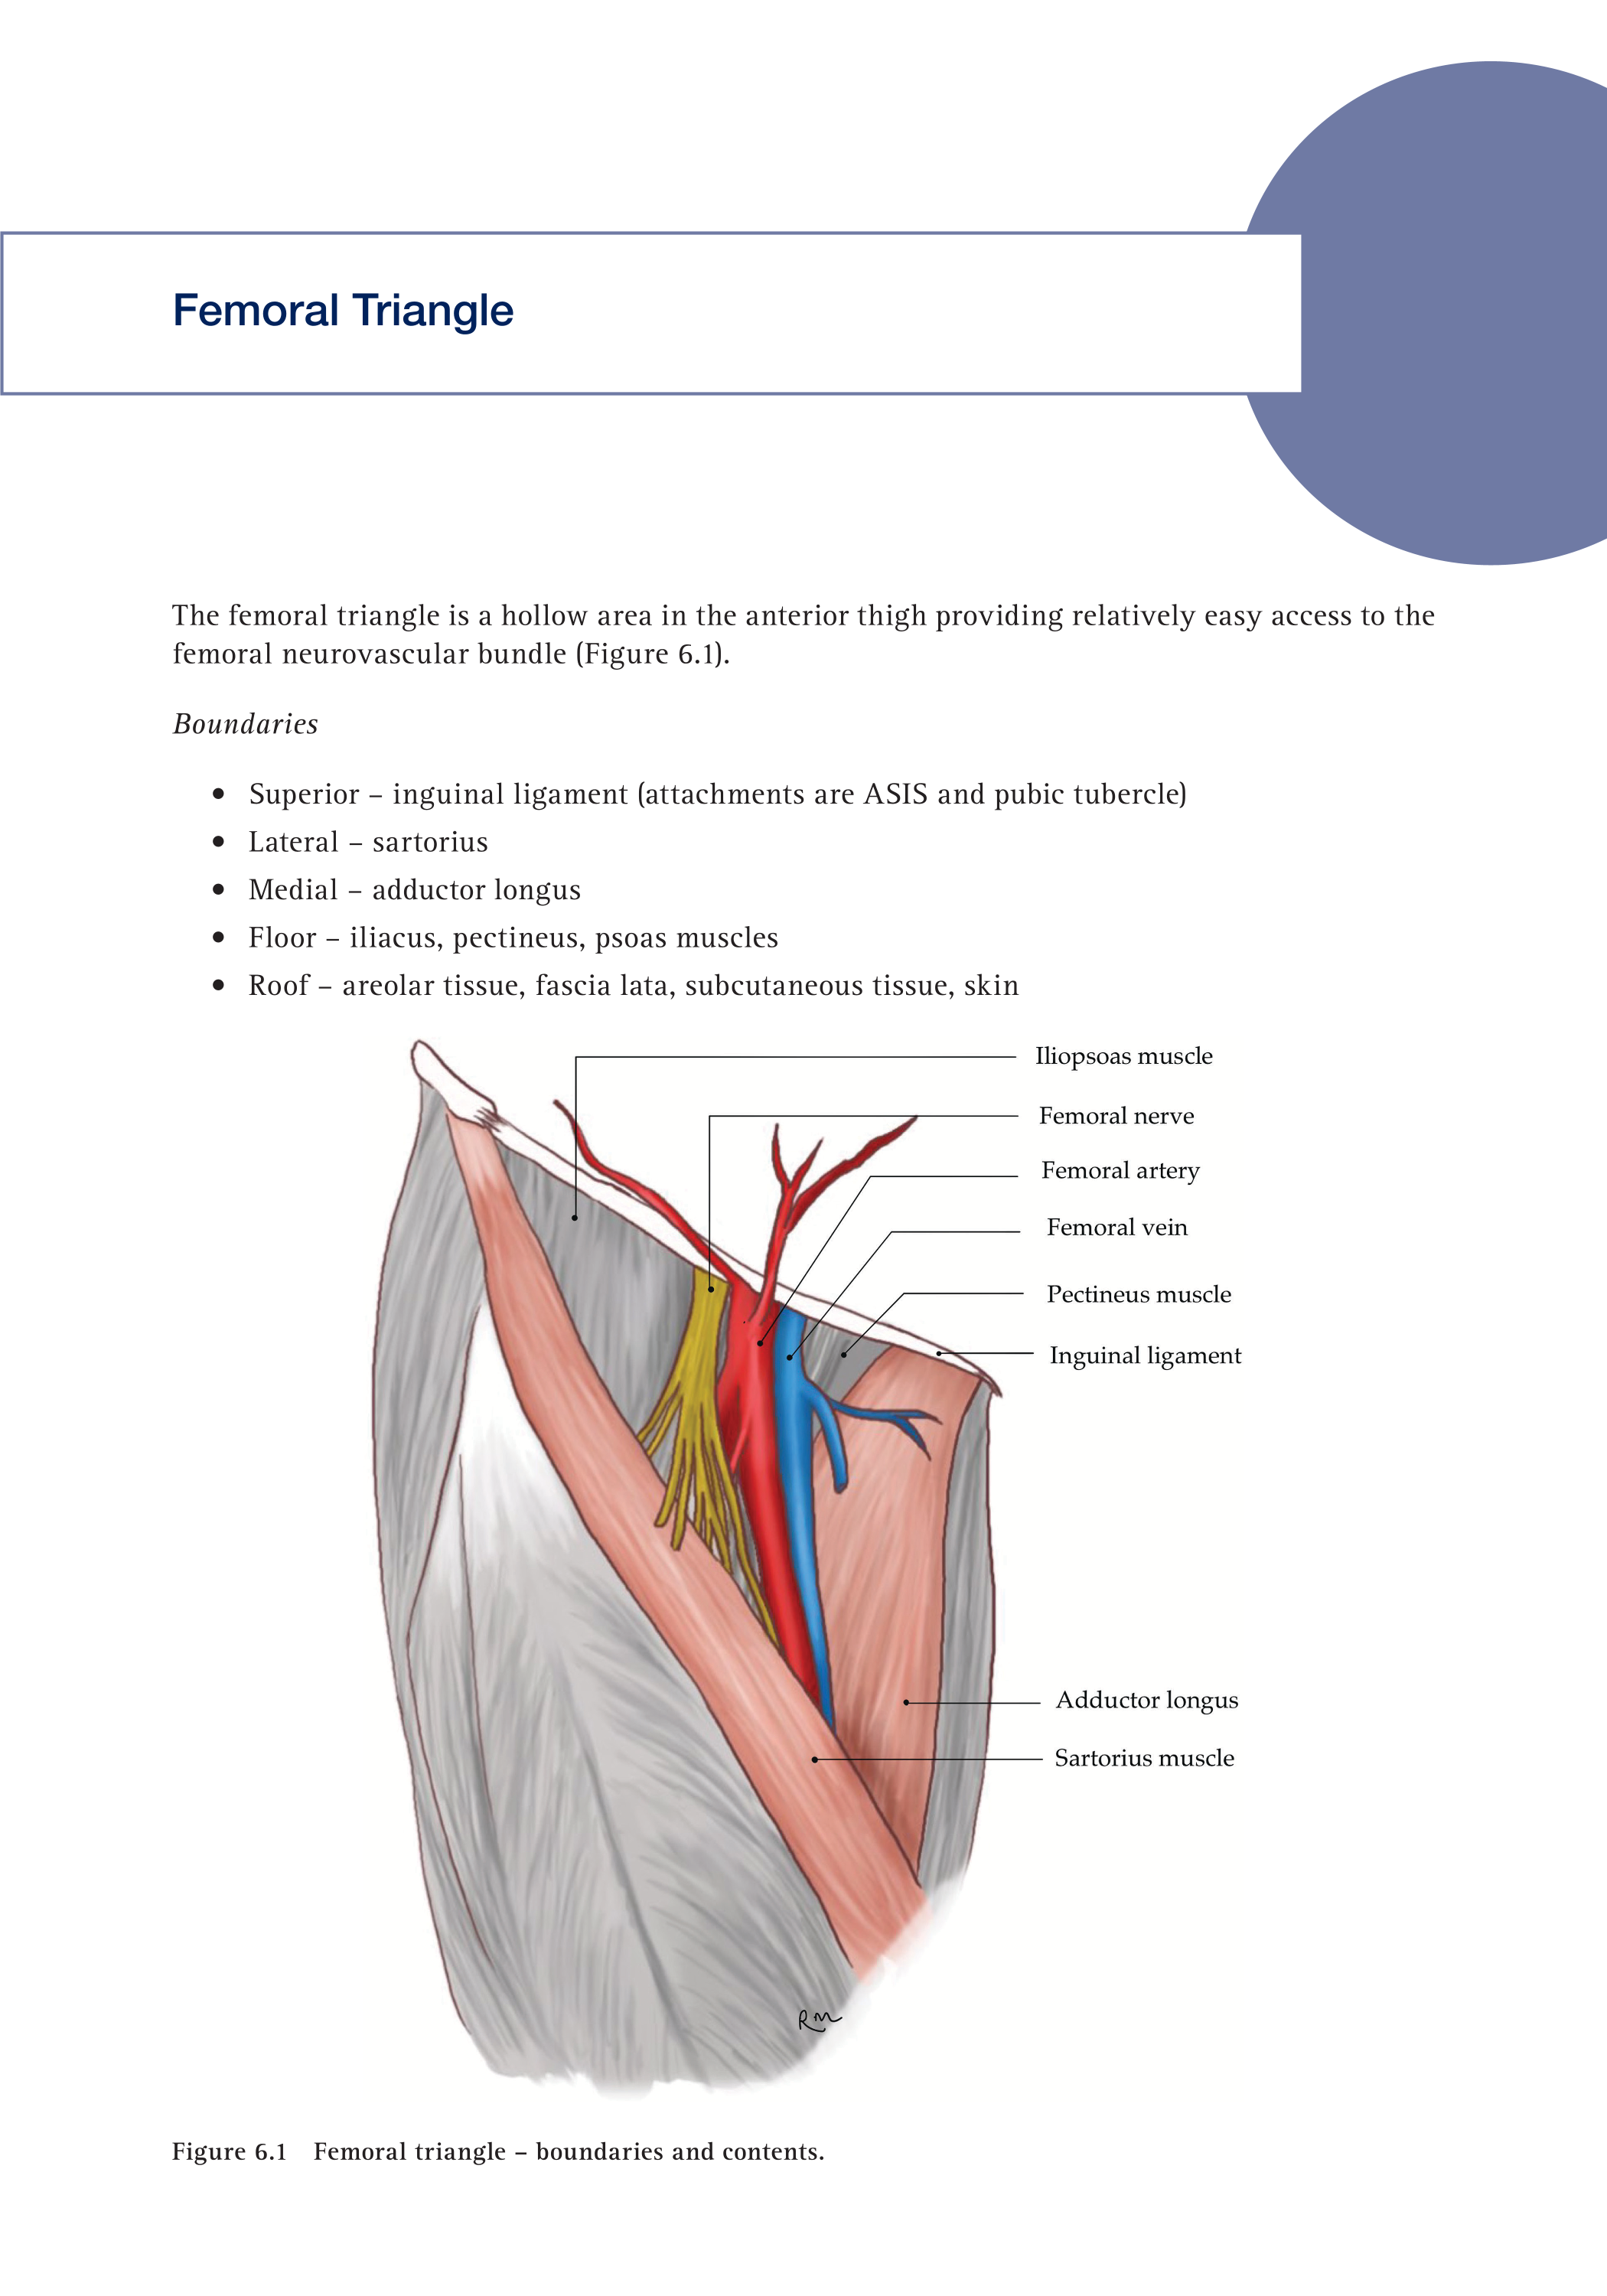 Femoral Triangle
The femoral triangle is a hollow area in the anterior thigh providing relatively easy access to the
femoral neurovascular bundle (Figure 6.1).
Boundaries
• Superior – inguinal ligament (attachments are ASIS and pubic tubercle)
• Lateral – sartorius
• Medial – adductor longus
• Floor – iliacus, pectineus, psoas muscles
• Roof – areolar tissue, fascia lata, subcutaneous tissue, skin
Iliopsoas muscle
Femoral nerve
Femoral artery
Femoral vein
Pectineus muscle
Inguinal ligament
Adductor longus
Sartorius muscle
RM
Figure 6.1 Femoral triangle – boundaries and contents.